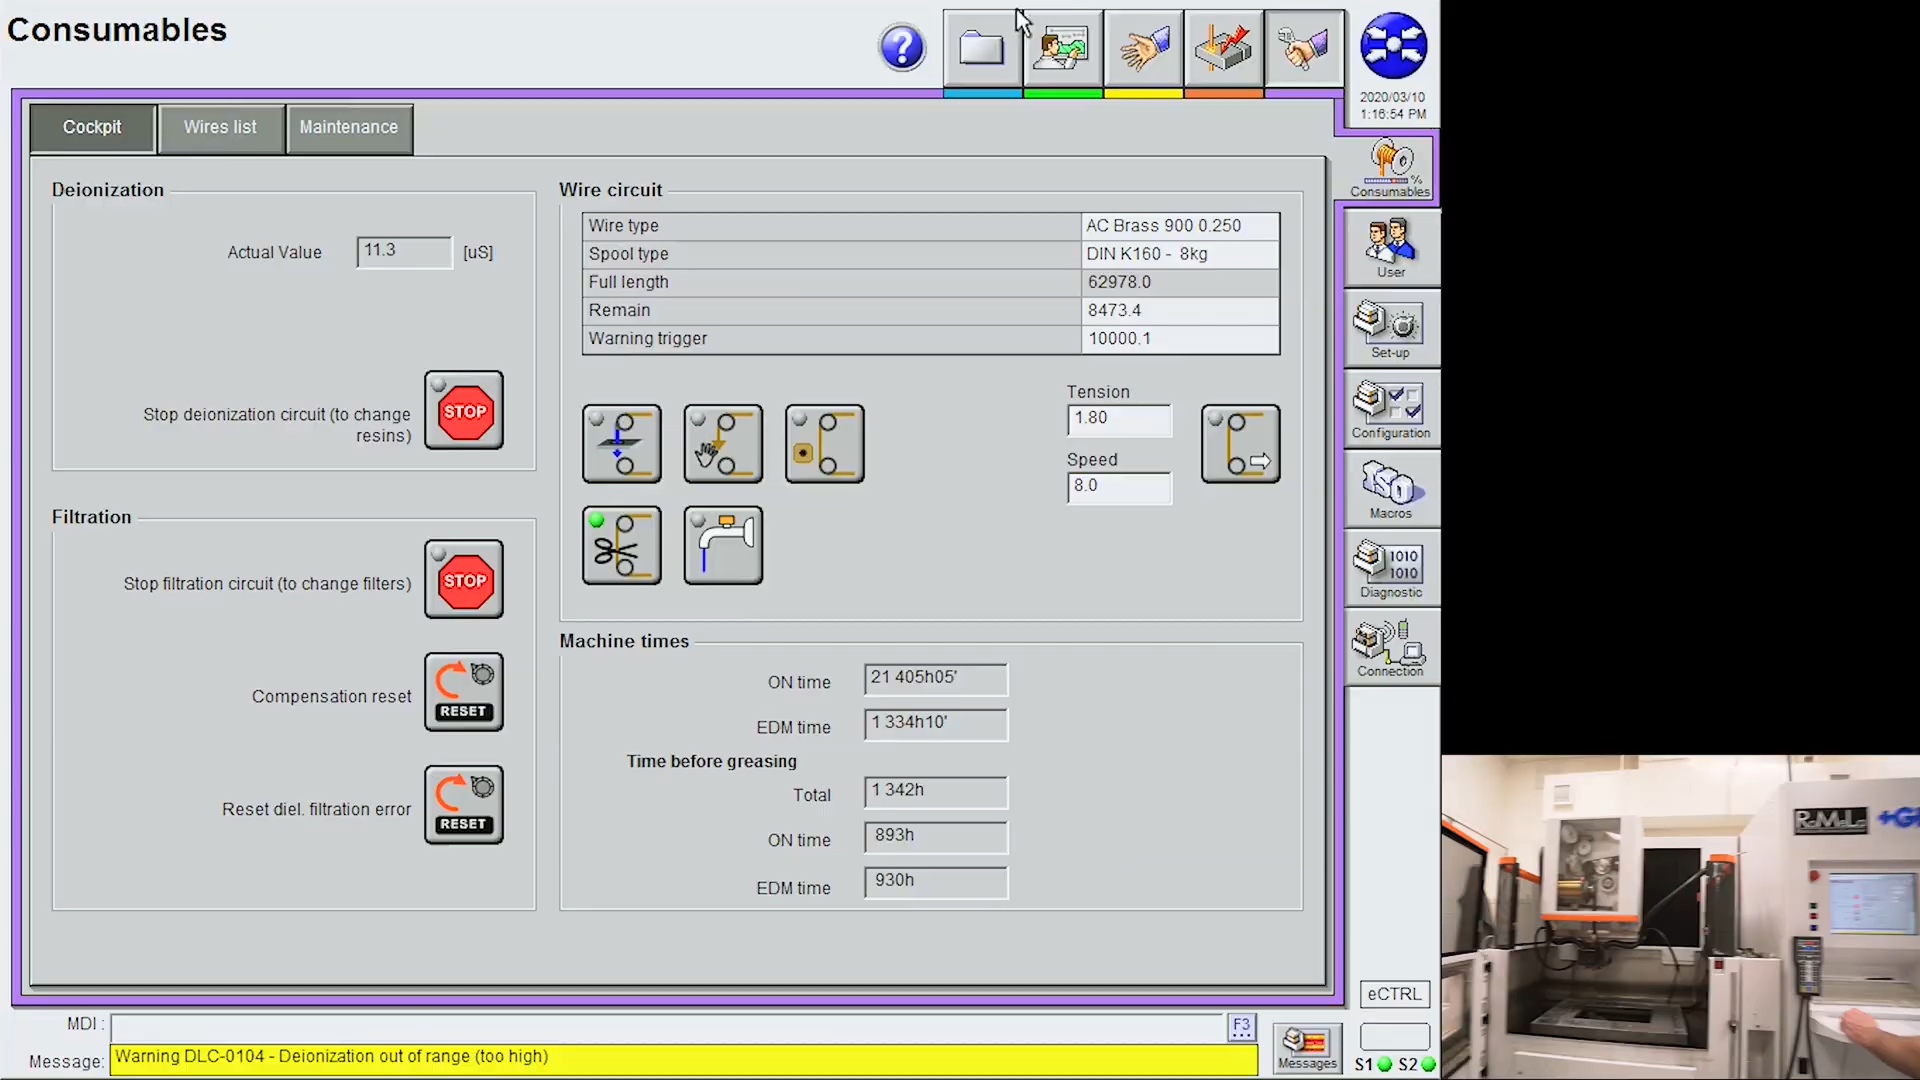 Consumables
2020/03/10
1:16:54 PM
Cockpit
Wires list
Maintenance
%
Consumables
Deionization
Actual Value
11.3
[uS]
Stop deionization circuit (to change
resins)
STOP
Filtration
Stop filtration circuit (to change filters)
STOP
Compensation reset
RESET
Reset diel. filtration error
RESET
Wire circuit
Wire type AC Brass 900 0.250
Spool type DIN K160 - 8kg
Full length 62978.0
Remain 8473.4
Warning trigger 10000.1
Tension
1.80
Speed
8.0
Machine times
ON time 21 405h05'
EDM time 1 334h10'
Time before greasing
Total 1 342h
ON time 893h
EDM time 930h
User
Set-up
Configuration
ISO
Macros
1010
1010
Diagnostic
Connection
eCTRL
MDI :
F3
Message: Warning DLC-0104 - Deionization out of range (too high)
Messages
S1 S2
+G